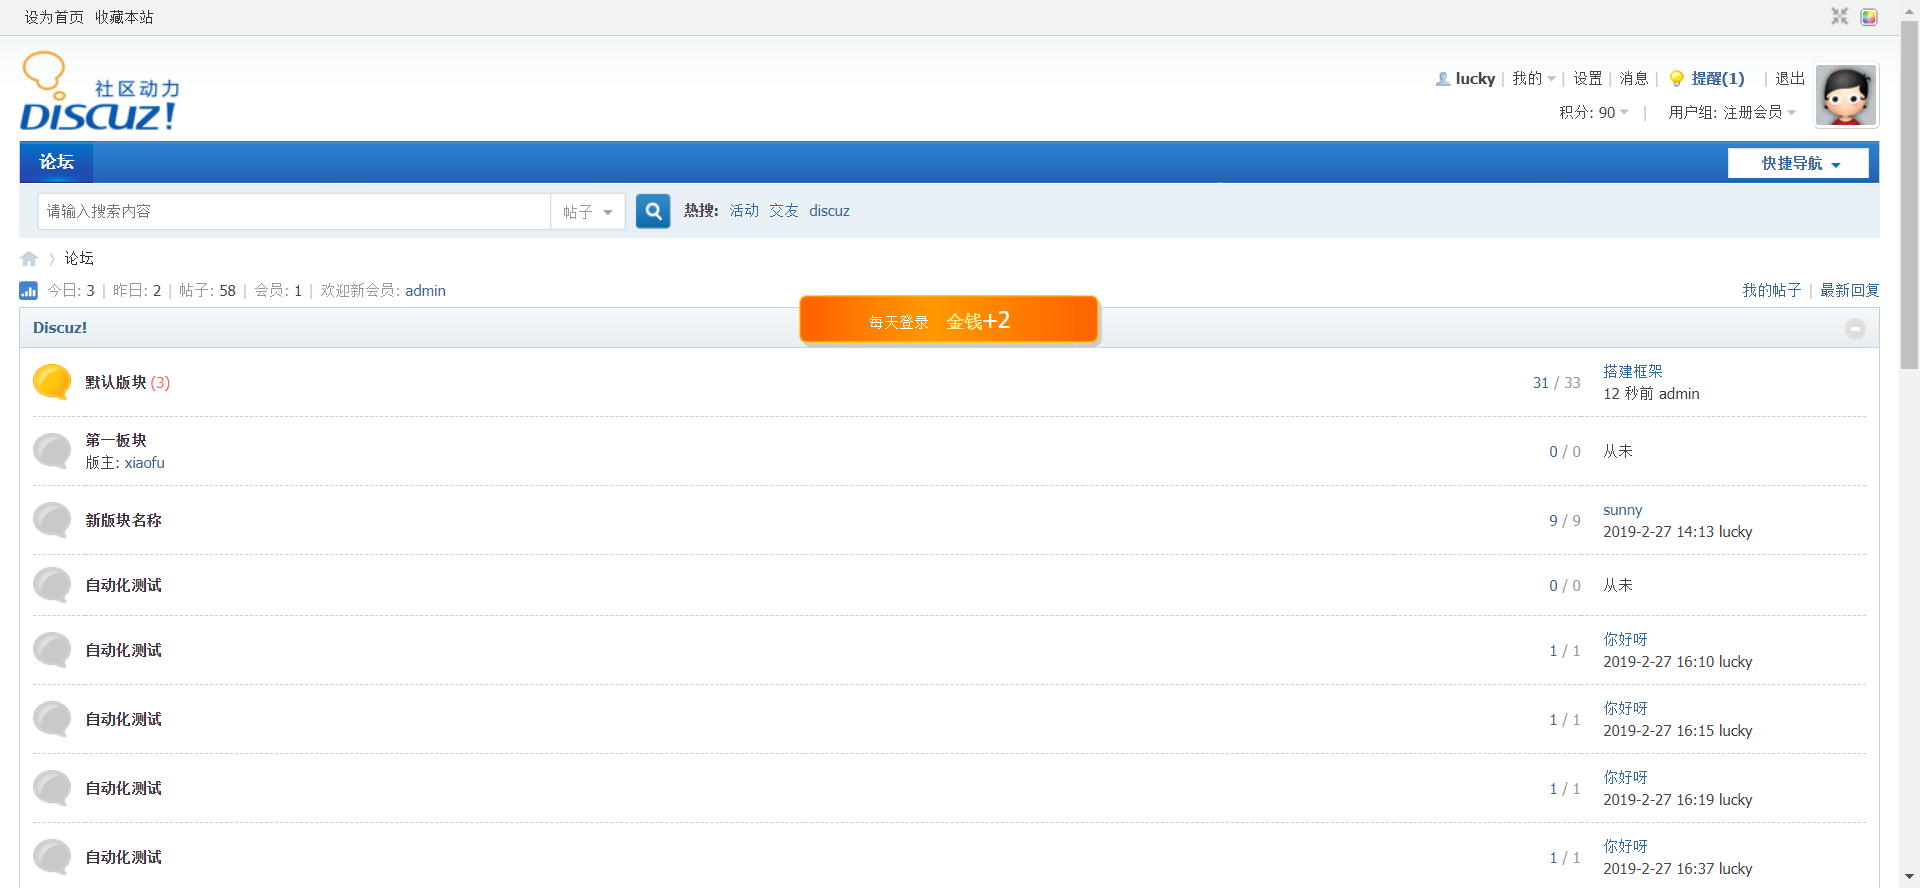 设为首页 收藏本站
社区动力
DISCUZ!
lucky | 我的 | 设置 | 消息 | 提醒(1) | 退出
积分: 90 | 用户组: 注册会员
论坛
快捷导航
请输入搜索内容 帖子 热搜: 活动 交友 discuz
论坛
今日: 3 | 昨日: 2 | 帖子: 58 | 会员: 1 | 欢迎新会员: admin
我的帖子 | 最新回复
每天登录 金钱+2
Discuz!
默认版块 (3)
31 / 33
搭建框架
12 秒前 admin
第一板块
版主: xiaofu
0 / 0
从未
新版块名称
9 / 9
sunny
2019-2-27 14:13 lucky
自动化测试
0 / 0
从未
自动化测试
1 / 1
你好呀
2019-2-27 16:10 lucky
自动化测试
1 / 1
你好呀
2019-2-27 16:15 lucky
自动化测试
1 / 1
你好呀
2019-2-27 16:19 lucky
自动化测试
1 / 1
你好呀
2019-2-27 16:37 lucky